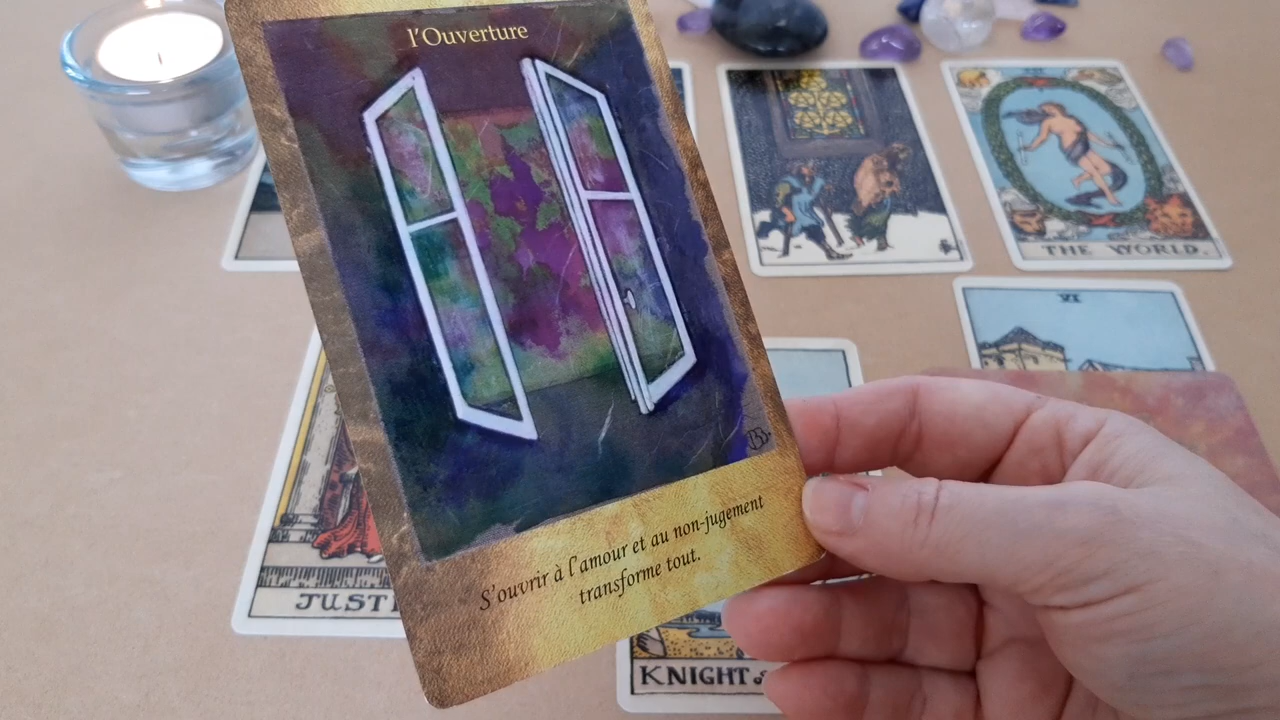 l'Ouverture
THE WORLD.
VI
S'ouvrir à l'amour et au non-jugement
transforme tout.
JUSTI
KNIGHT